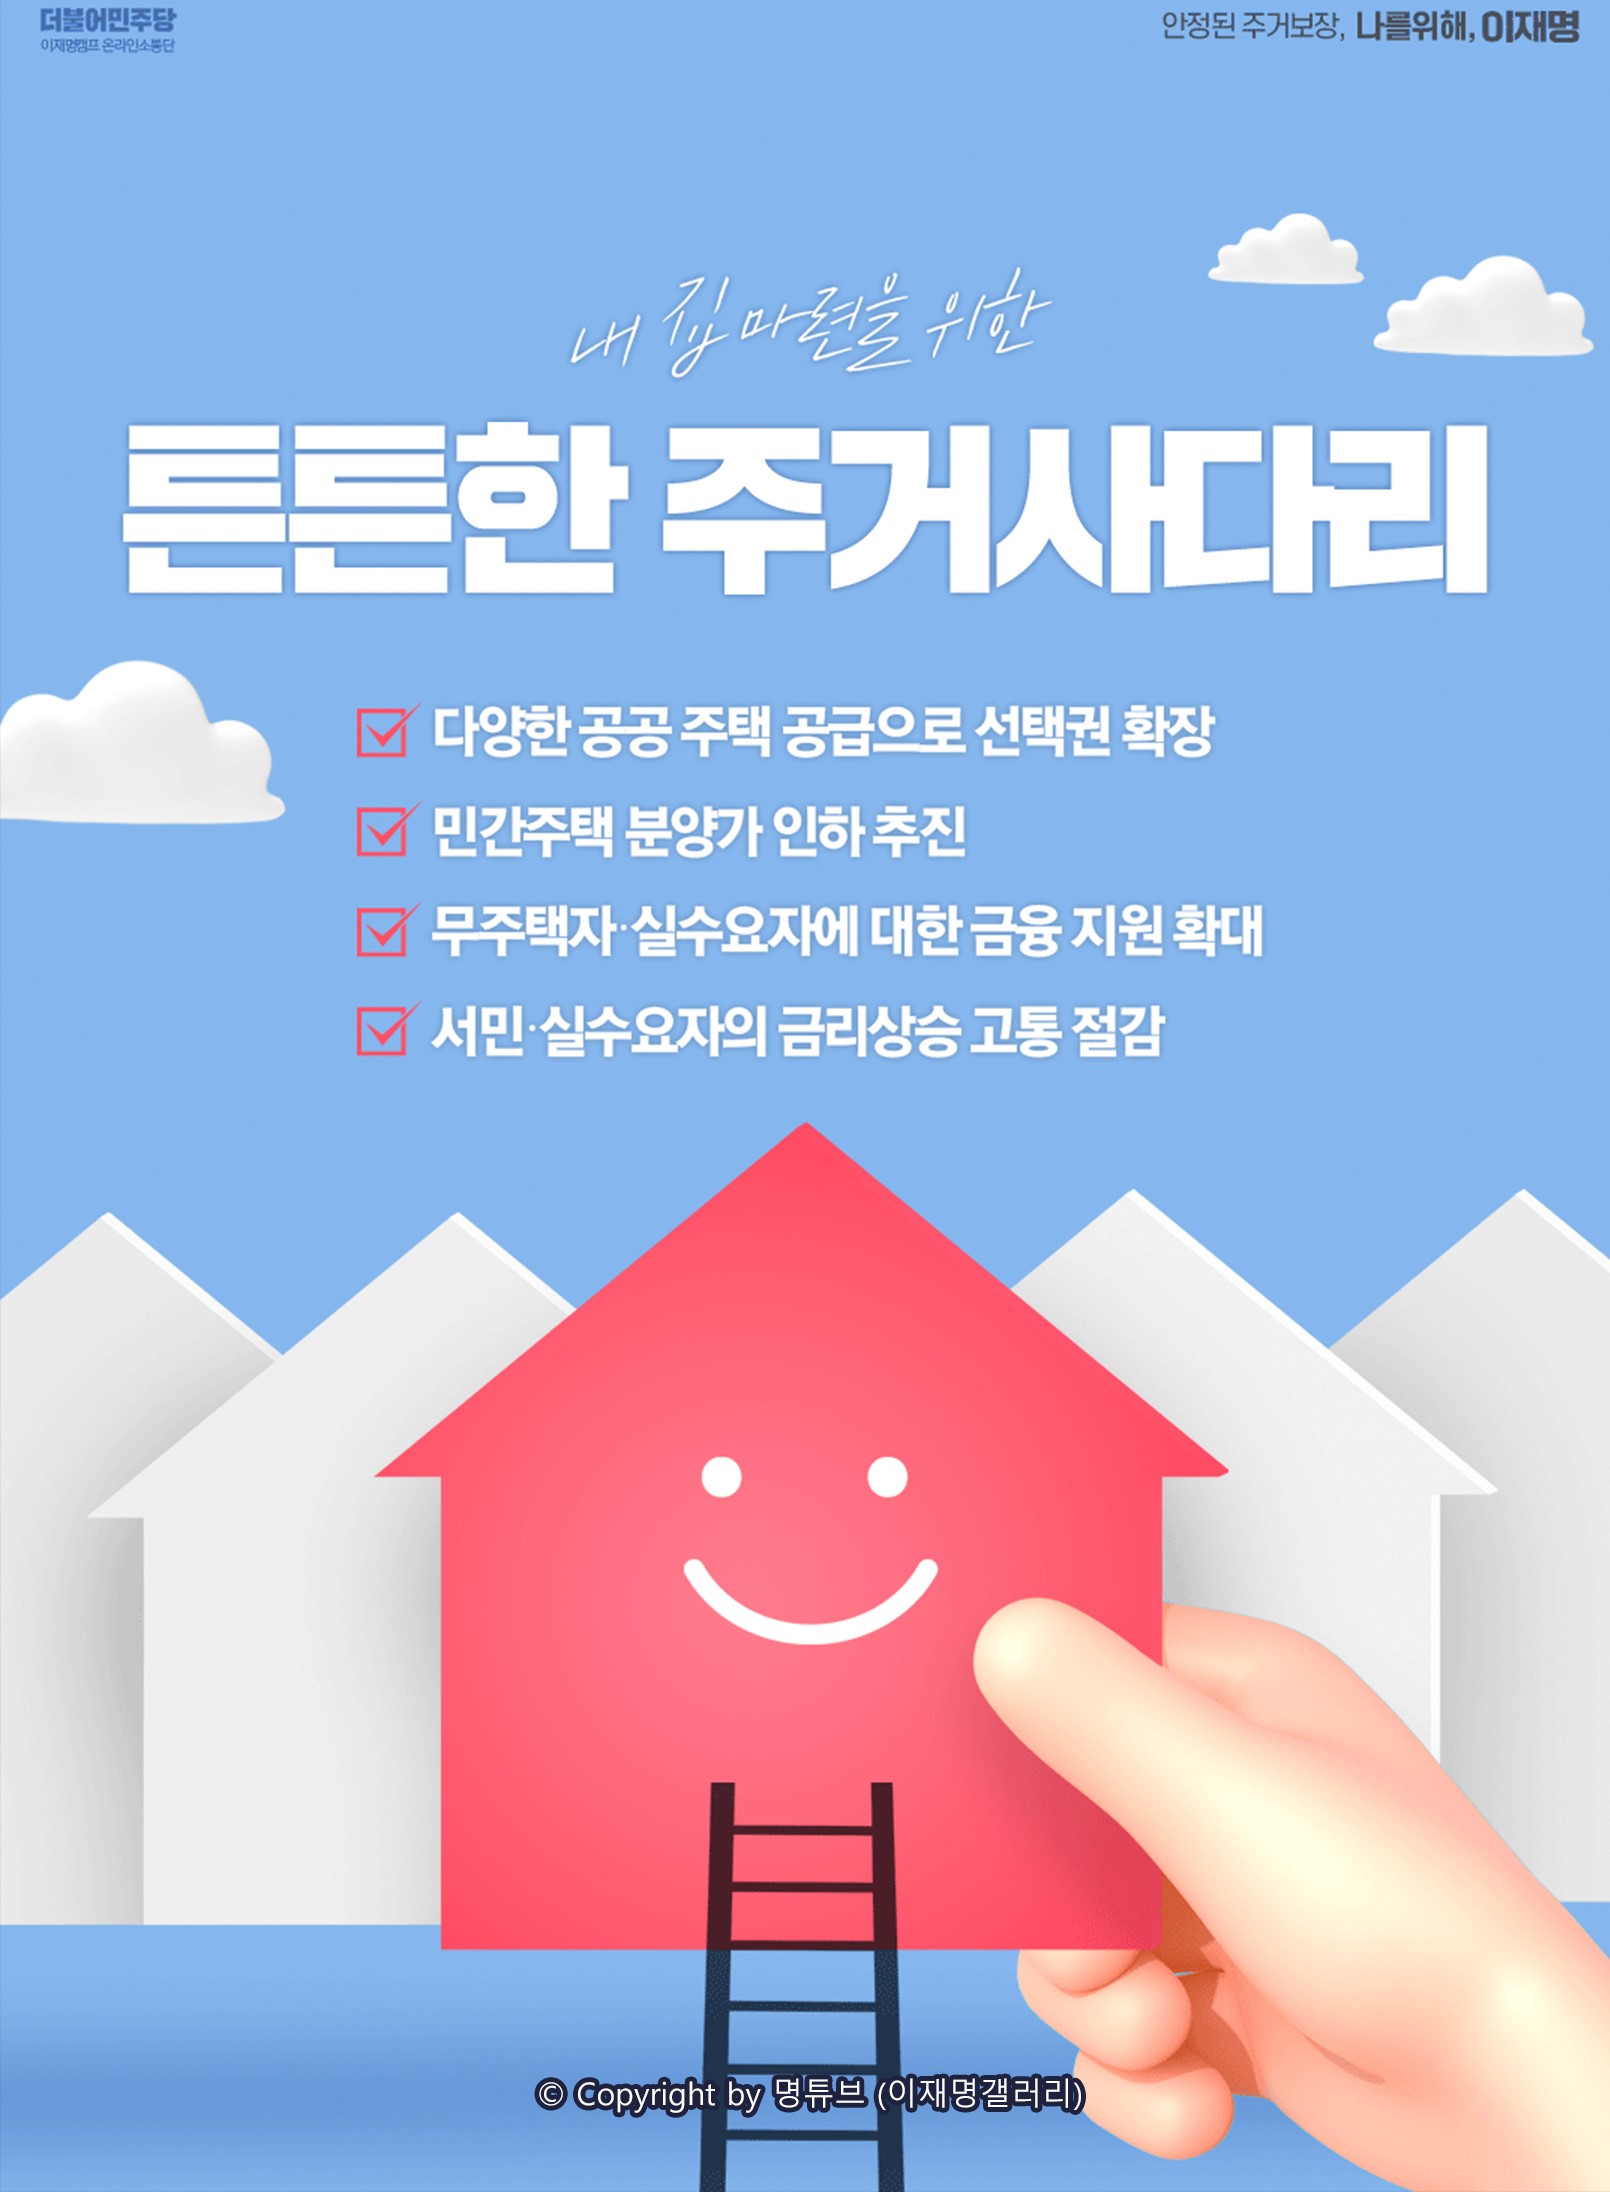 더불어민주당
이재명캠프 온라인소통단
안정된 주거보장, 나를위해, 이재명
내 집 마련을 위한
튼튼한 주거사다리
다양한 공공 주택 공급으로 선택권 확장
민간주택 분양가 인하 추진
무주택자·실수요자에 대한 금융 지원 확대
서민·실수요자의 금리상승 고통 절감
© Copyright by 명튜브 (이재명갤러리)